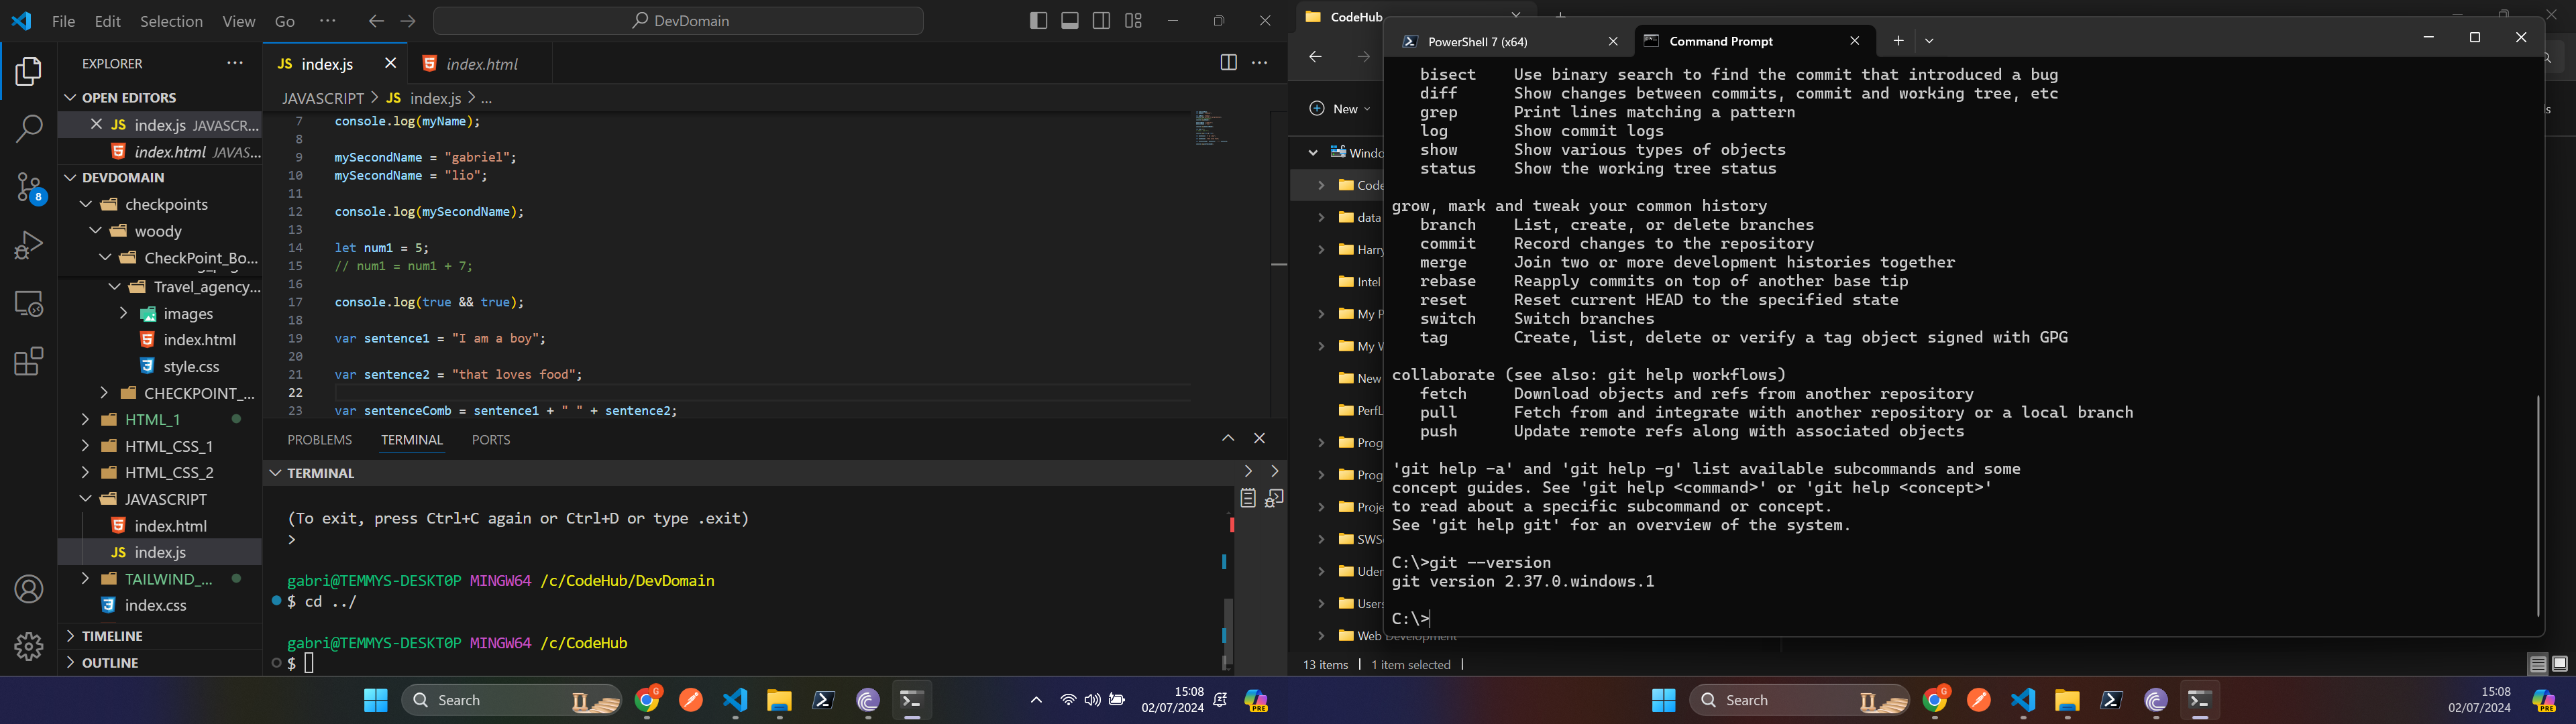 File Edit Selection View Go ··· DevDomain
EXPLORER ···
OPEN EDITORS
JS index.js JAVASCR...
index.html JAVAS...
DEVDOMAIN
checkpoints
woody
CheckPoint_Bo...
Travel_agency...
images
index.html
style.css
CHECKPOINT_...
HTML_1
HTML_CSS_1
HTML_CSS_2
JAVASCRIPT
index.html
JS index.js
TAILWIND_...
index.css
TIMELINE
OUTLINE
8
JS index.js index.html ···
JAVASCRIPT > JS index.js > ...
7 console.log(myName);
8
9 mySecondName = "gabriel";
10 mySecondName = "lio";
11
12 console.log(mySecondName);
13
14 let num1 = 5;
15 // num1 = num1 + 7;
16
17 console.log(true && true);
18
19 var sentence1 = "I am a boy";
20
21 var sentence2 = "that loves food";
22
23 var sentenceComb = sentence1 + " " + sentence2;
PROBLEMS TERMINAL PORTS
TERMINAL
(To exit, press Ctrl+C again or Ctrl+D or type .exit)
>
gabri@TEMMYS-DESKT0P MINGW64 /c/CodeHub/DevDomain
$ cd ../
gabri@TEMMYS-DESKT0P MINGW64 /c/CodeHub
$
CodeHub
New
Windo
Code
data
Harry
Intel
My P
My W
New
PerfL
Prog
Prog
Proje
SWS
Uder
Users
Web Development
13 items 1 item selected
PowerShell 7 (x64) Command Prompt
bisect Use binary search to find the commit that introduced a bug
diff Show changes between commits, commit and working tree, etc
grep Print lines matching a pattern
log Show commit logs
show Show various types of objects
status Show the working tree status
grow, mark and tweak your common history
branch List, create, or delete branches
commit Record changes to the repository
merge Join two or more development histories together
rebase Reapply commits on top of another base tip
reset Reset current HEAD to the specified state
switch Switch branches
tag Create, list, delete or verify a tag object signed with GPG
collaborate (see also: git help workflows)
fetch Download objects and refs from another repository
pull Fetch from and integrate with another repository or a local branch
push Update remote refs along with associated objects
'git help -a' and 'git help -g' list available subcommands and some
concept guides. See 'git help <command>' or 'git help <concept>'
to read about a specific subcommand or concept.
See 'git help git' for an overview of the system.
C:\>git --version
git version 2.37.0.windows.1
C:\>
Search G 15:08
02/07/2024 PRE
Search G 15:08
02/07/2024 PRE